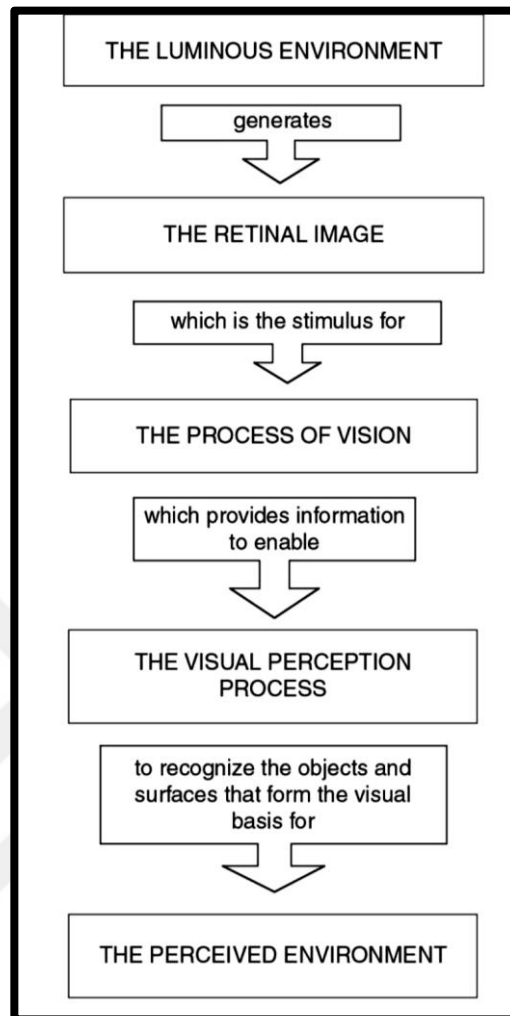 THE LUMINOUS ENVIRONMENT
generates
THE RETINAL IMAGE
which is the stimulus for
THE PROCESS OF VISION
which provides information
to enable
THE VISUAL PERCEPTION
PROCESS
to recognize the objects and
surfaces that form the visual
basis for
THE PERCEIVED ENVIRONMENT